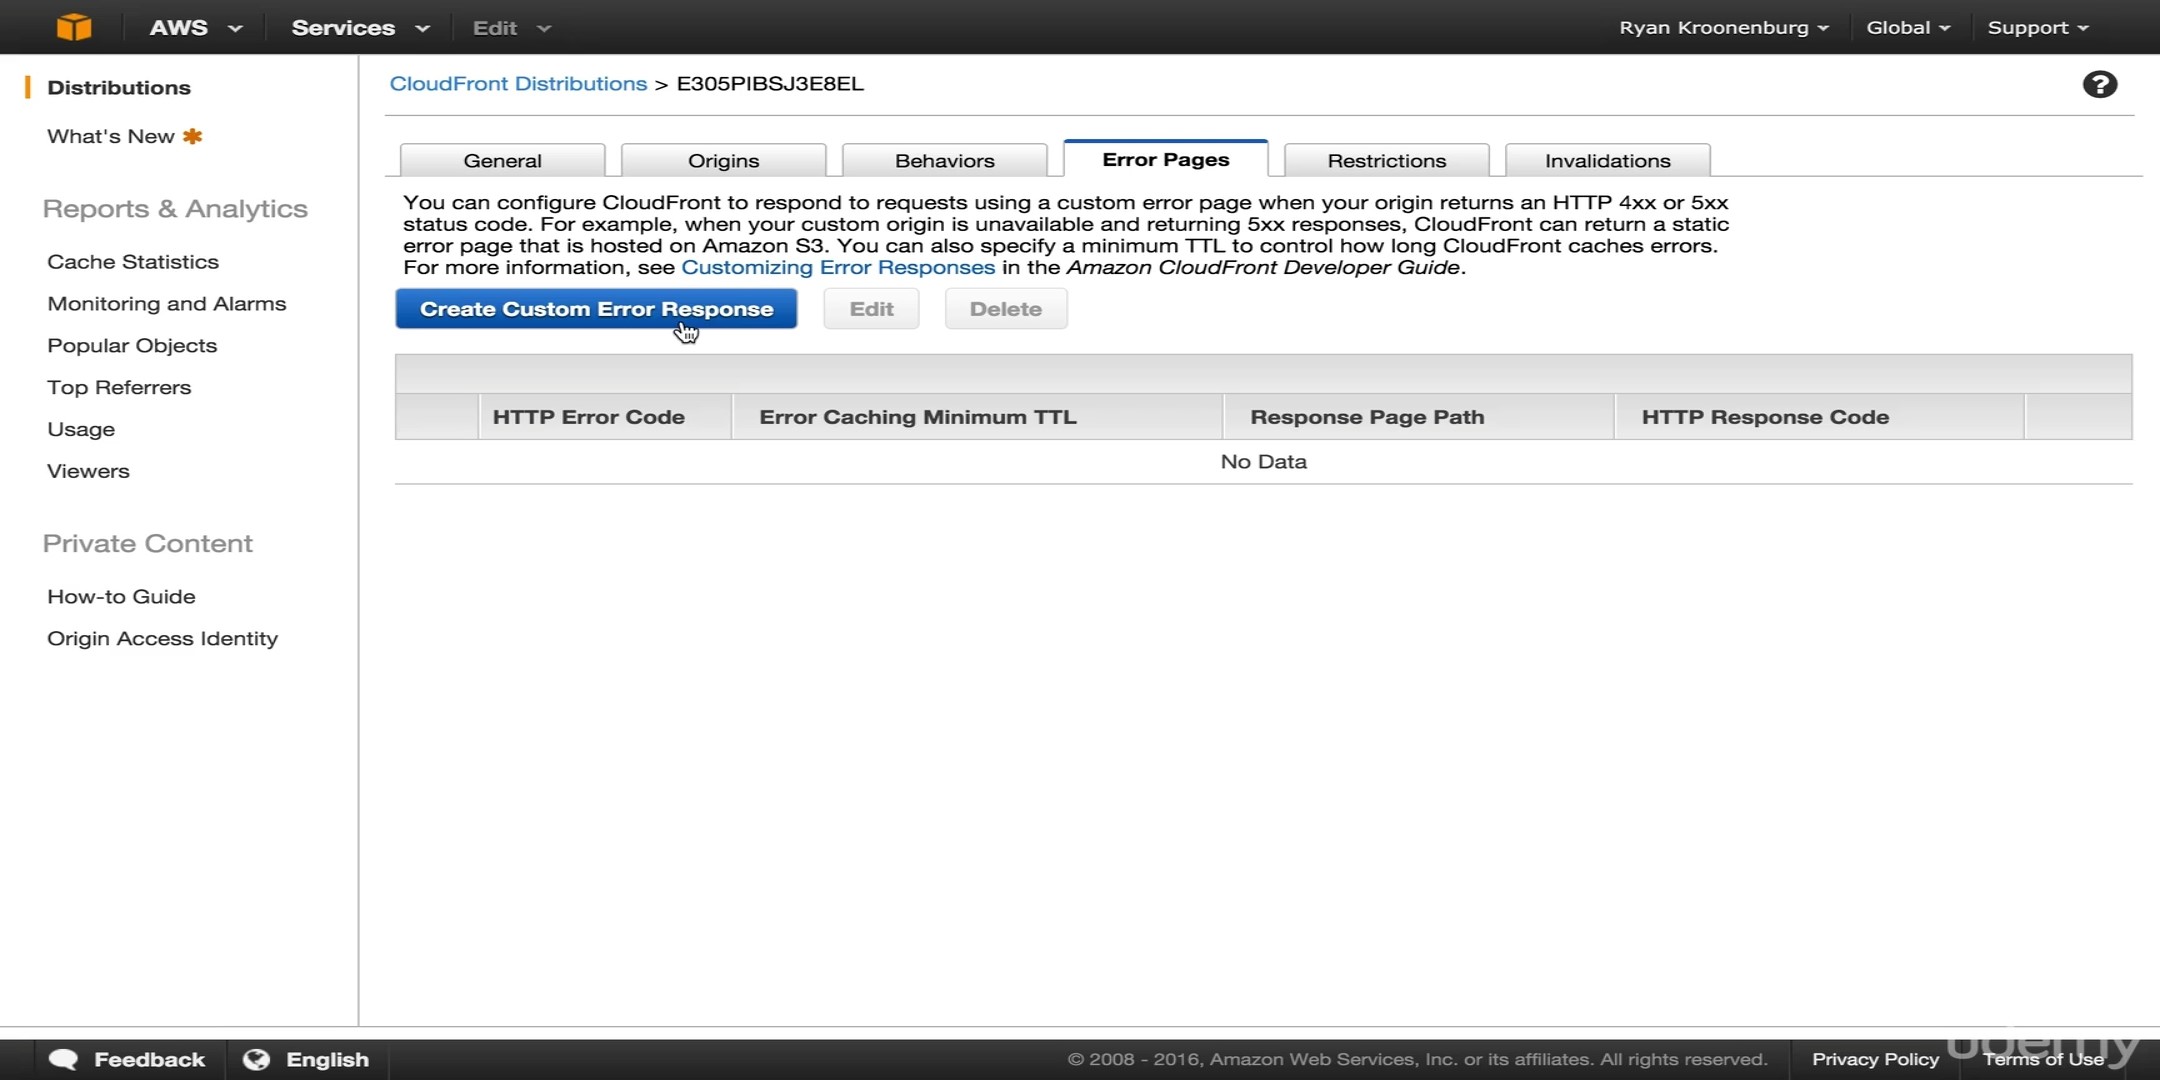 AWS Services Edit Ryan Kroonenburg Global Support
Distributions
What's New
Reports & Analytics
Cache Statistics
Monitoring and Alarms
Popular Objects
Top Referrers
Usage
Viewers
Private Content
How-to Guide
Origin Access Identity
CloudFront Distributions > E305PIBSJ3E8EL
?
General Origins Behaviors Error Pages Restrictions Invalidations
You can configure CloudFront to respond to requests using a custom error page when your origin returns an HTTP 4xx or 5xx
status code. For example, when your custom origin is unavailable and returning 5xx responses, CloudFront can return a static
error page that is hosted on Amazon S3. You can also specify a minimum TTL to control how long CloudFront caches errors.
For more information, see Customizing Error Responses in the Amazon CloudFront Developer Guide.
Create Custom Error Response Edit Delete
HTTP Error Code Error Caching Minimum TTL Response Page Path HTTP Response Code
No Data
Feedback English © 2008 - 2016, Amazon Web Services, Inc. or its affiliates. All rights reserved. Privacy Policy Terms of Use
udemy